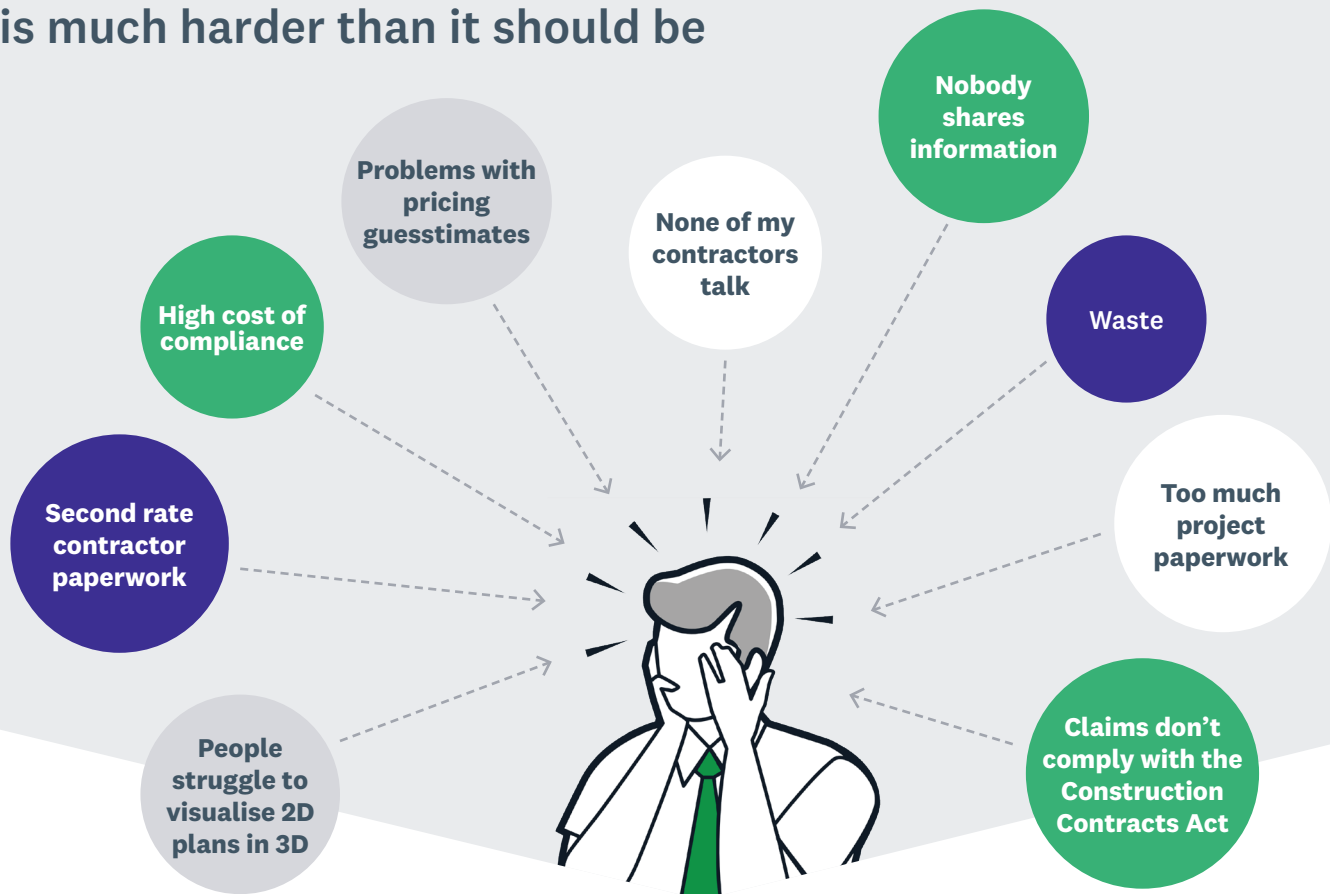 is much harder than it should be
Nobody
shares
information
Problems with
pricing
guesstimates
None of my
contractors
talk
High cost of
compliance
Waste
Second rate
contractor
paperwork
Too much
project
paperwork
People
struggle to
visualise 2D
plans in 3D
Claims don’t
comply with the
Construction
Contracts Act